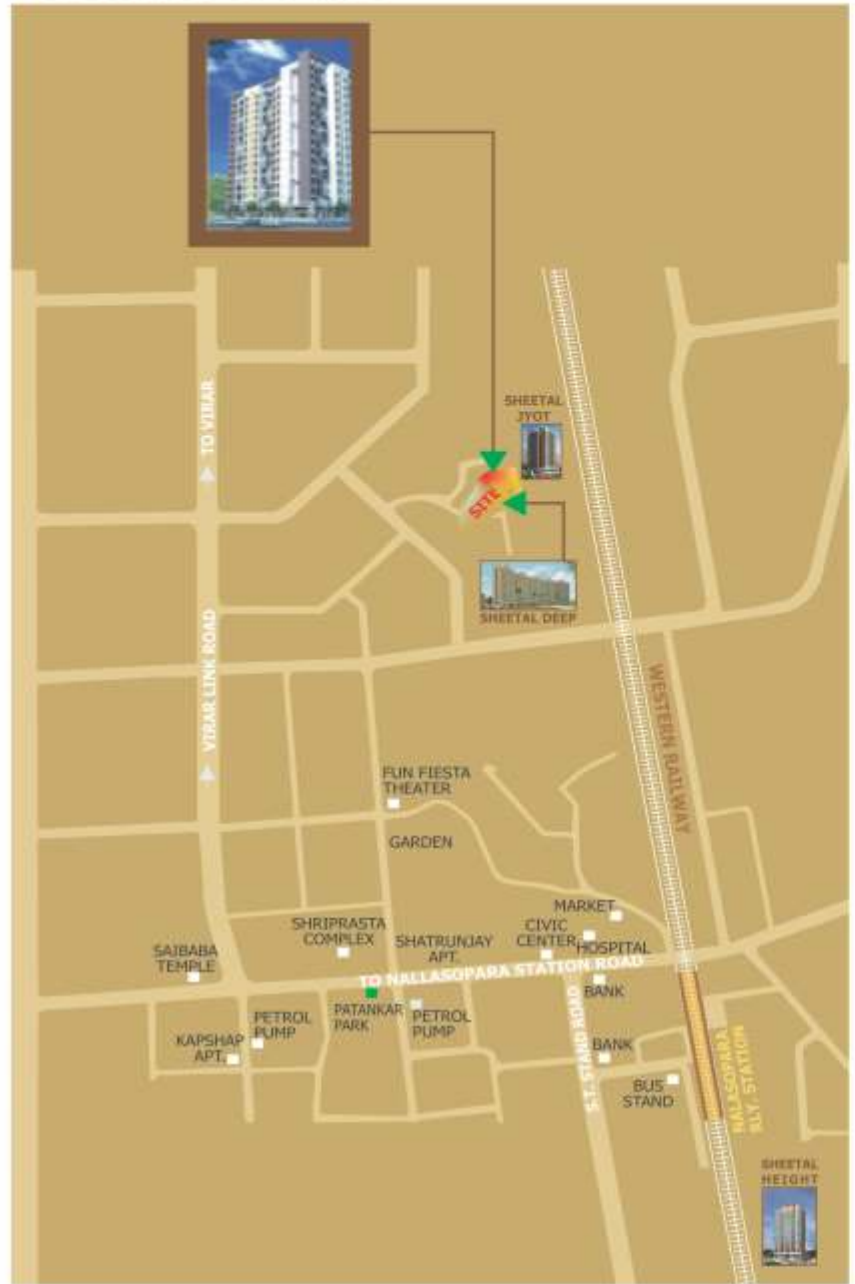 SHEETAL
JYOT
TO VIRAR
SITE
SHEETAL DEEP
VIRAR LINK ROAD
WESTERN RAILWAY
FUN FIESTA
THEATER
GARDEN
MARKET
SHRIPRASTA
COMPLEX
SHATRUNJAY
APT.
CIVIC
CENTER
HOSPITAL
SAIBABA
TEMPLE
TO NALLASOPARA STATION ROAD
BANK
PATANKAR
PARK
PETROL
PUMP
PETROL
PUMP
KAPSHAP
APT.
S.T. STAND ROAD
BANK
BUS
STAND
NALASOPARA
RLY. STATION
SHEETAL
HEIGHT